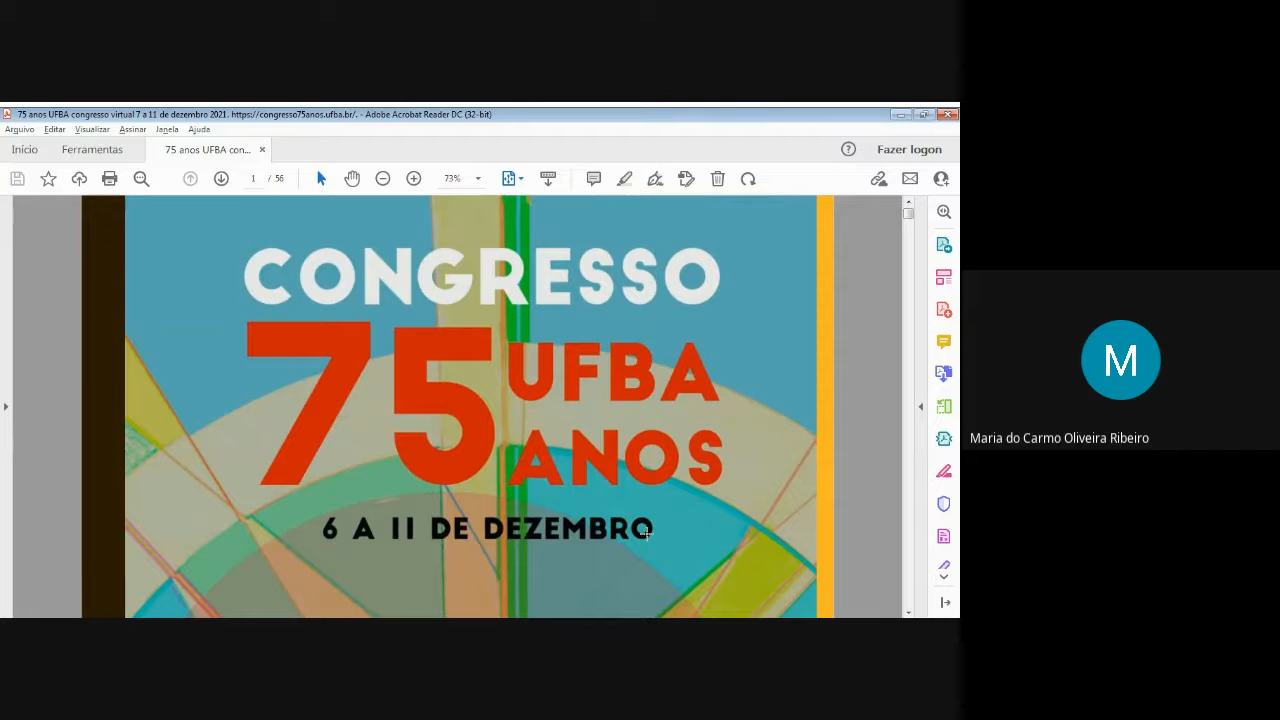 75 anos UFBA congresso virtual 7 a 11 de dezembro 2021. https://congresso75anos.ufba.br/. - Adobe Acrobat Reader DC (32-bit)
Arquivo Editar Visualizar Assinar Janela Ajuda
Início Ferramentas 75 anos UFBA con... × ? Fazer logon
1 / 56 73%
CONGRESSO
75 UFBA
ANOS
6 A 11 DE DEZEMBRO
M
Maria do Carmo Oliveira Ribeiro